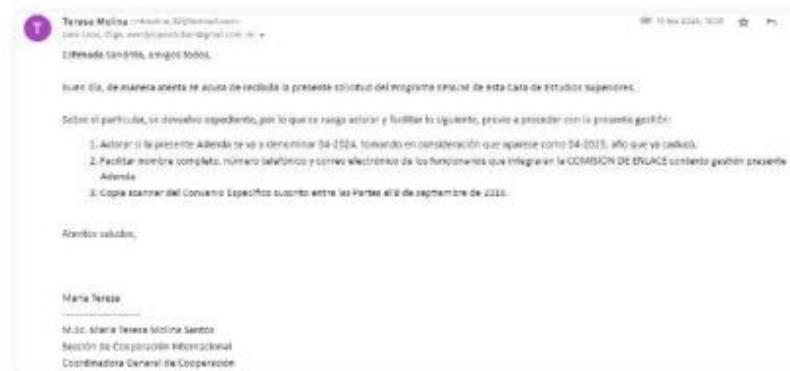 T
Teresa Molina
Estimada Sandrita, amigos todos,
Buen día, de manera atenta se acusa de recibida la presente solicitud del Programa EPSUM de esta Casa de Estudios Superiores.
Sobre el particular, se devuelve expediente, por lo que se ruega aclarar y facilitar lo siguiente, previo a proceder con la presente gestión:
1. Aclarar si la presente Adenda se va a denominar 04-2024, tomando en consideración que aparece como 04-2023, año que ya caducó.
2. Facilitar nombre completo, número telefónico y correo electrónico de los funcionarios que integrarán la COMISIÓN DE ENLACE contento gestión presente
Adenda
3. Copia scanner del Convenio Específico suscrito entre las Partes el 8 de septiembre de
Atentos saludos,
María Teresa
M.Sc. María Teresa Molina Santos
Sección de Cooperación Internacional
Coordinadora General de Cooperación